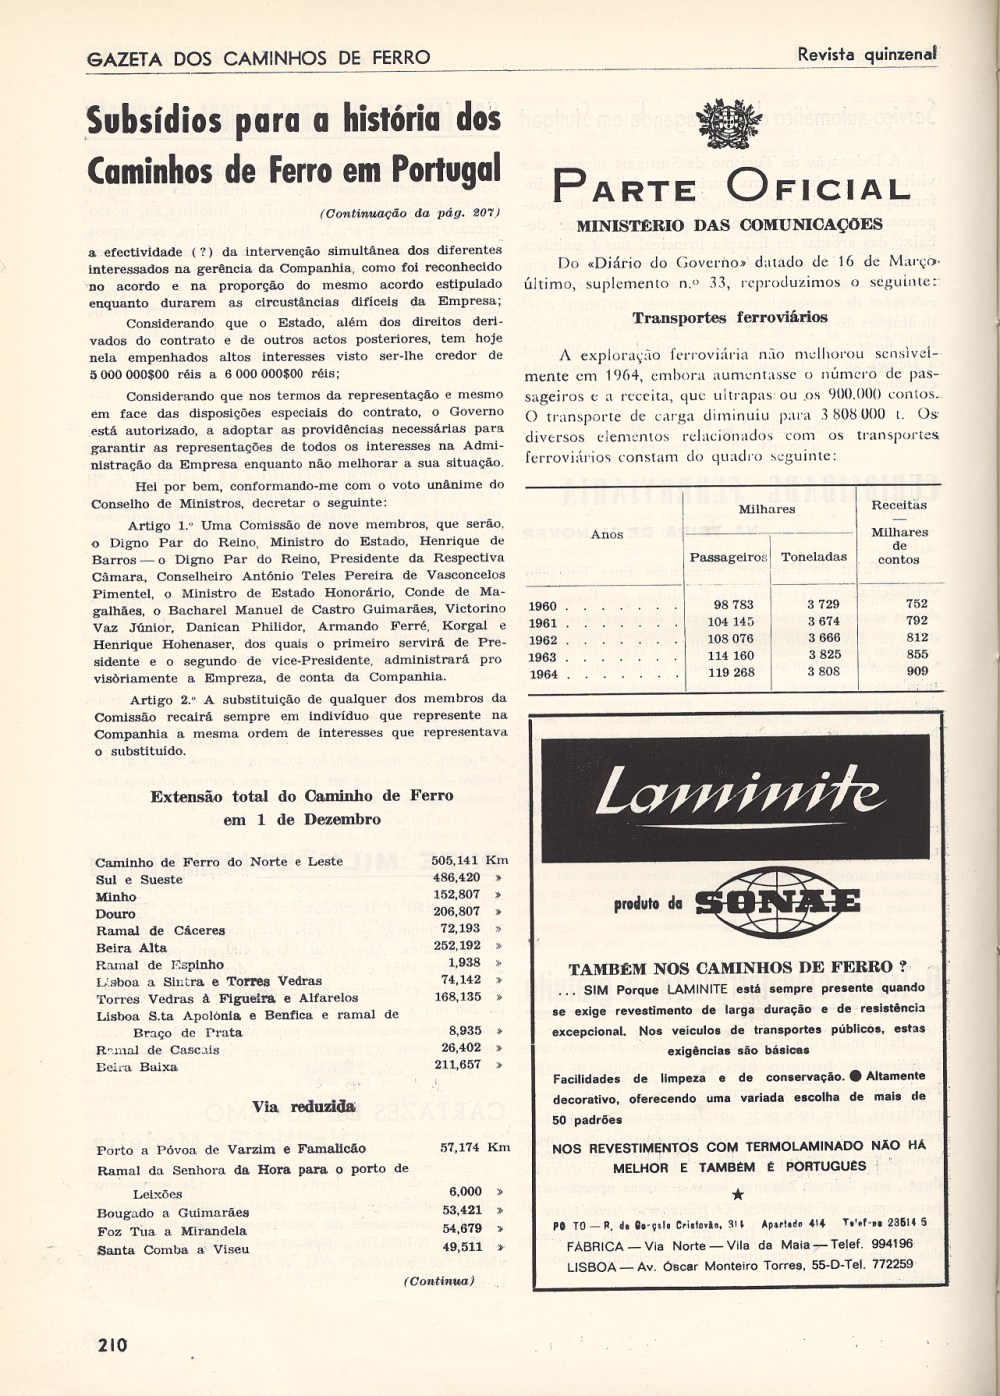 GAZETA DOS CAMINHOS DE FERRO
Revista quinzenal
Subsídios para a história dos
Caminhos de Ferro em Portugal
(Continuação da pág. 207)
a efectividade (?) da intervenção simultânea dos diferentes
interessados na gerência da Companhia, como foi reconhecido
no acordo e na proporção do mesmo acordo estipulado
enquanto durarem as circustâncias difíceis da Empresa;
Considerando que o Estado, além dos direitos deri-
vados do contrato e de outros actos posteriores, tem hoje
nela empenhados altos interesses visto ser-lhe credor de
5 000 000$00 réis a 6 000 000$00 réis;
Considerando que nos termos da representação e mesmo
em face das disposições especiais do contrato, o Governo
está autorizado, a adoptar as providências necessárias para
garantir as representações de todos os interesses na Admi-
nistração da Empresa enquanto não melhorar a sua situação.
Hei por bem, conformando-me com o voto unânime do
Conselho de Ministros, decretar o seguinte:
Artigo 1.º Uma Comissão de nove membros, que serão,
o Digno Par do Reino, Ministro do Estado, Henrique de
Barros — o Digno Par do Reino, Presidente da Respectiva
Câmara, Conselheiro António Teles Pereira de Vasconcelos
Pimentel, o Ministro de Estado Honorário, Conde de Ma-
galhães, o Bacharel Manuel de Castro Guimarães, Victorino
Vaz Júnior, Danican Philidor, Armando Ferré, Korgal e
Henrique Hohenaser, dos quais o primeiro servirá de Pre-
sidente e o segundo de vice-Presidente, administrará pro
visòriamente a Empreza, de conta da Companhia.
Artigo 2.º A substituição de qualquer dos membros da
Comissão recairá sempre em indivíduo que represente na
Companhia a mesma ordem de interesses que representava
o substituído.
Extensão total do Caminho de Ferro
em 1 de Dezembro
Caminho de Ferro do Norte e Leste 505,141 Km
Sul e Sueste 486,420 »
Minho 152,807 »
Douro 206,807 »
Ramal de Cáceres 72,193 »
Beira Alta 252,192 »
Ramal de Espinho 1,938 »
Lisboa a Sintra e Torres Vedras 74,142 »
Torres Vedras à Figueira e Alfarelos 168,135 »
Lisboa S.ta Apolónia e Benfica e ramal de
Braço de Prata 8,935 »
Ramal de Cascais 26,402 »
Beira Baixa 211,657 »
Via reduzida
Porto a Póvoa de Varzim e Famalicão 57,174 Km
Ramal da Senhora da Hora para o porto de
Leixões 6,000 »
Bougado a Guimarães 53,421 »
Foz Tua a Mirandela 54,679 »
Santa Comba a Viseu 49,511 »
(Continua)
210
PARTE OFICIAL
MINISTÉRIO DAS COMUNICAÇÕES
Do «Diário do Governo» datado de 16 de Março
último, suplemento n.º 33, reproduzimos o seguinte:
Transportes ferroviários
A exploração ferroviária não melhorou sensìvel-
mente em 1964, embora aumentasse o número de pas-
sageiros e a receita, que ultrapas ou os 900.000 contos.
O transporte de carga diminuiu para 3 808 000 t. Os
diversos elementos relacionados com os transportes
ferroviários constam do quadro seguinte:
Anos Milhares Receitas
— Milhares de contos
Passageiros Toneladas
1960 . . . . . . . 98 783 3 729 752
1961 . . . . . . . 104 145 3 674 792
1962 . . . . . . . 108 076 3 666 812
1963 . . . . . . . 114 160 3 825 855
1964 . . . . . . . 119 268 3 808 909
Laminite
produto da SONAE
TAMBÉM NOS CAMINHOS DE FERRO ?
... SIM Porque LAMINITE está sempre presente quando
se exige revestimento de larga duração e de resistência
excepcional. Nos veículos de transportes públicos, estas
exigências são básicas
Facilidades de limpeza e de conservação. ● Altamente
decorativo, oferecendo uma variada escolha de mais de
50 padrões
NOS REVESTIMENTOS COM TERMOLAMINADO NÃO HÁ
MELHOR E TAMBÉM É PORTUGUÊS
★
PO TO — R. de Gonçalo Cristovão, 314 Apartado 414 Telefone 23514 5
FÁBRICA — Via Norte — Vila da Maia — Telef. 994196
LISBOA — Av. Óscar Monteiro Torres, 55-D-Tel. 772259